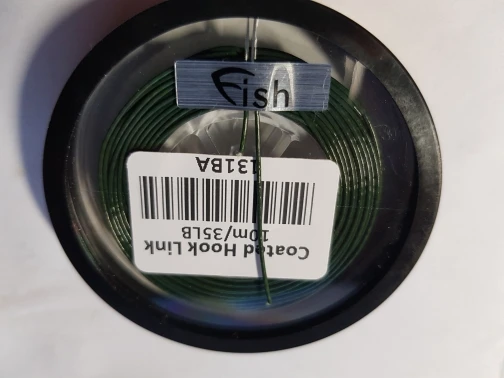 Fish
Coated Hook Link
10m/35LB
131BA